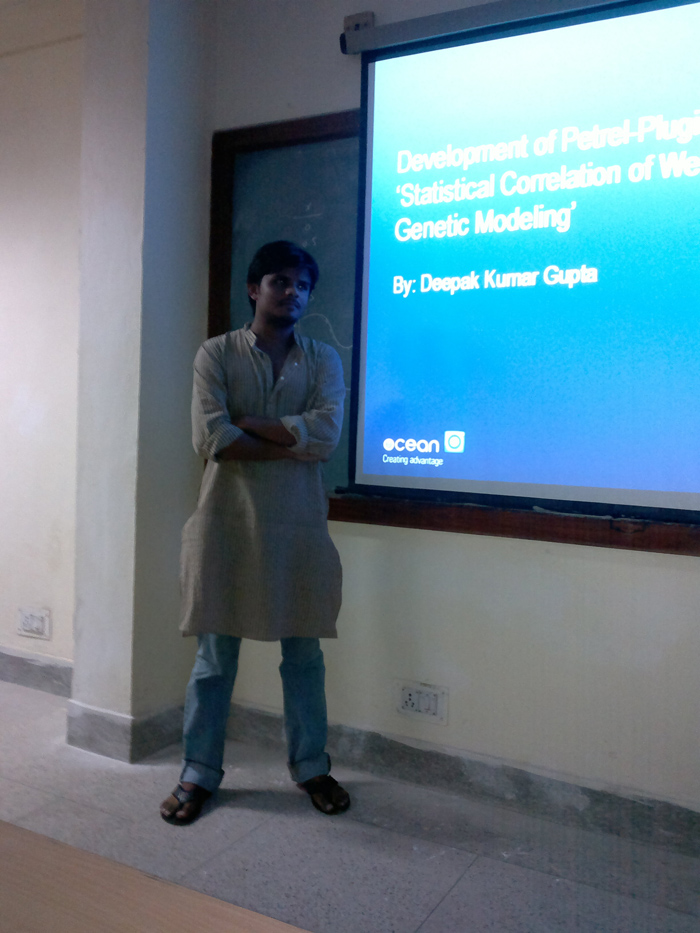 Development of Petrel-Plugi
'Statistical Correlation of We
Genetic Modeling'
By: Deepak Kumar Gupta
ocean
Creating advantage